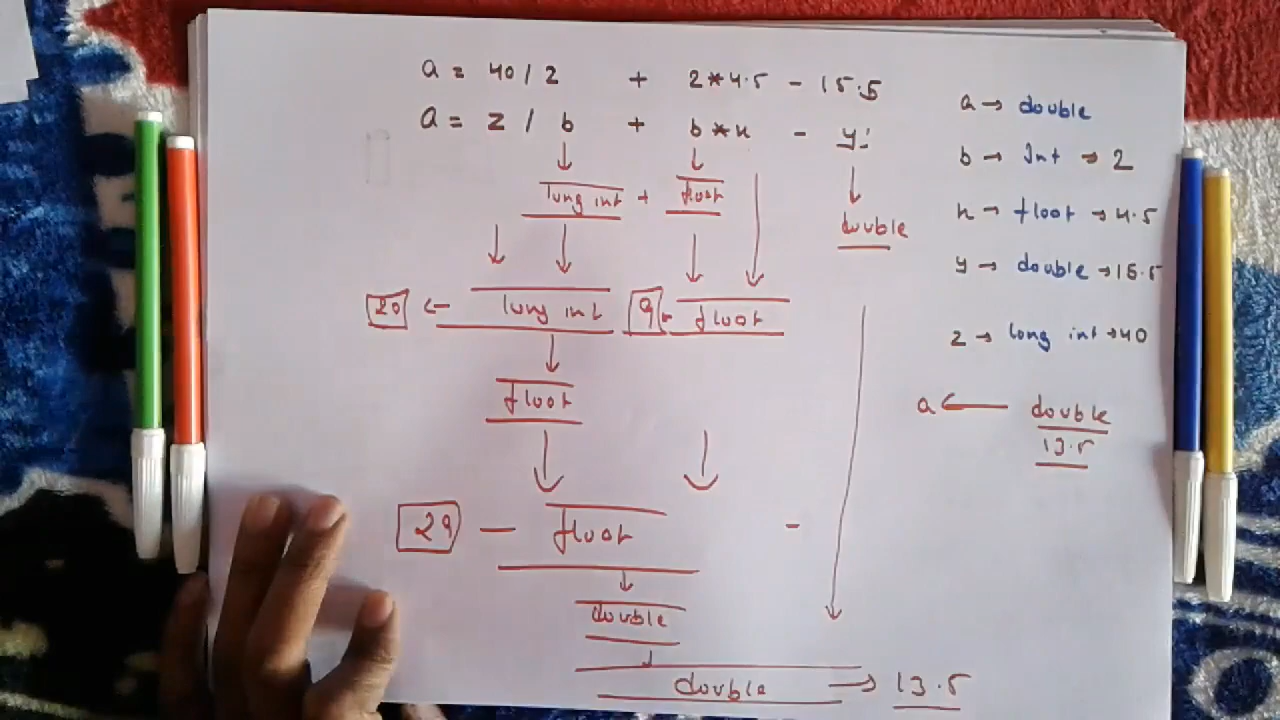 a = 40 / 2 + 2*4.5 - 15.5
a = z / b + b*x - y;
long int + float
double
20 ← long int 9 ← float
float
29 - float -
double
double → 13.5
a → double
b → Int → 2
x → float → 4.5
y → double → 15.5
z → long int → 40
a ← double
13.5